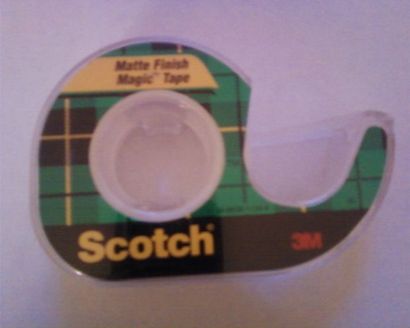 Matte Finish
Magic™ Tape
Scotch®
3M